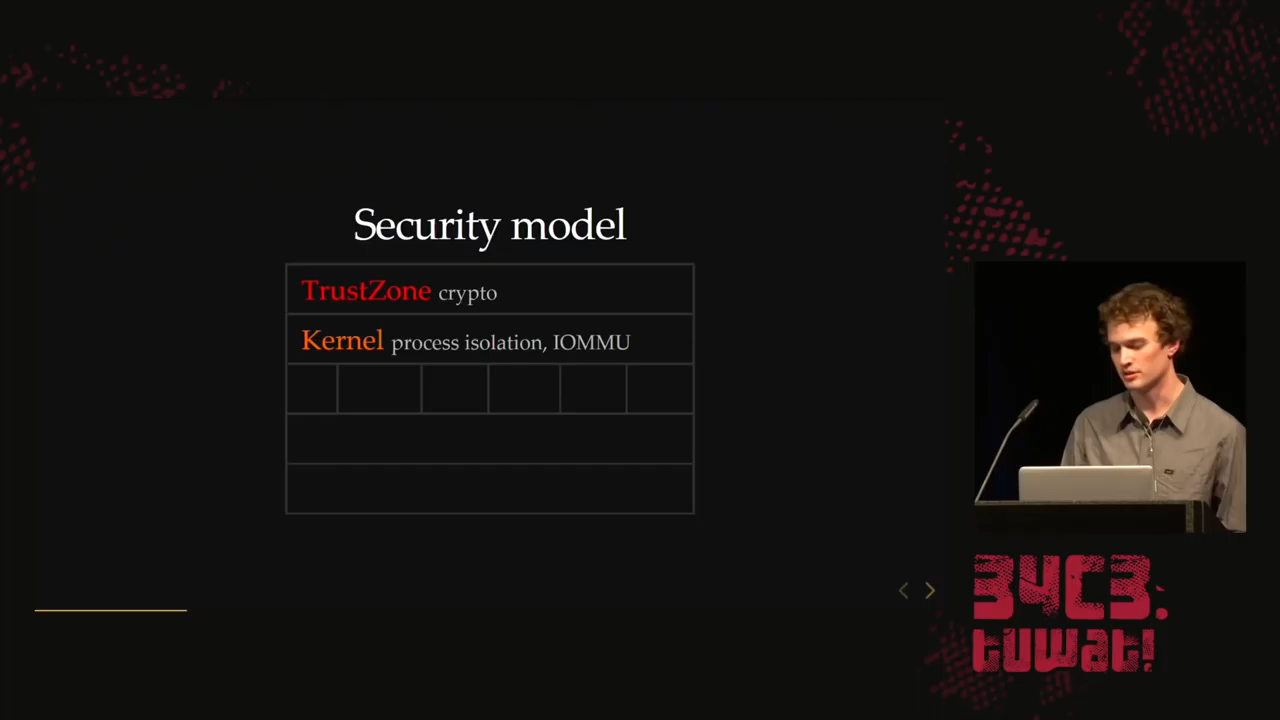 Security model
TrustZone crypto
Kernel process isolation, IOMMU
34C3.
tuwat!